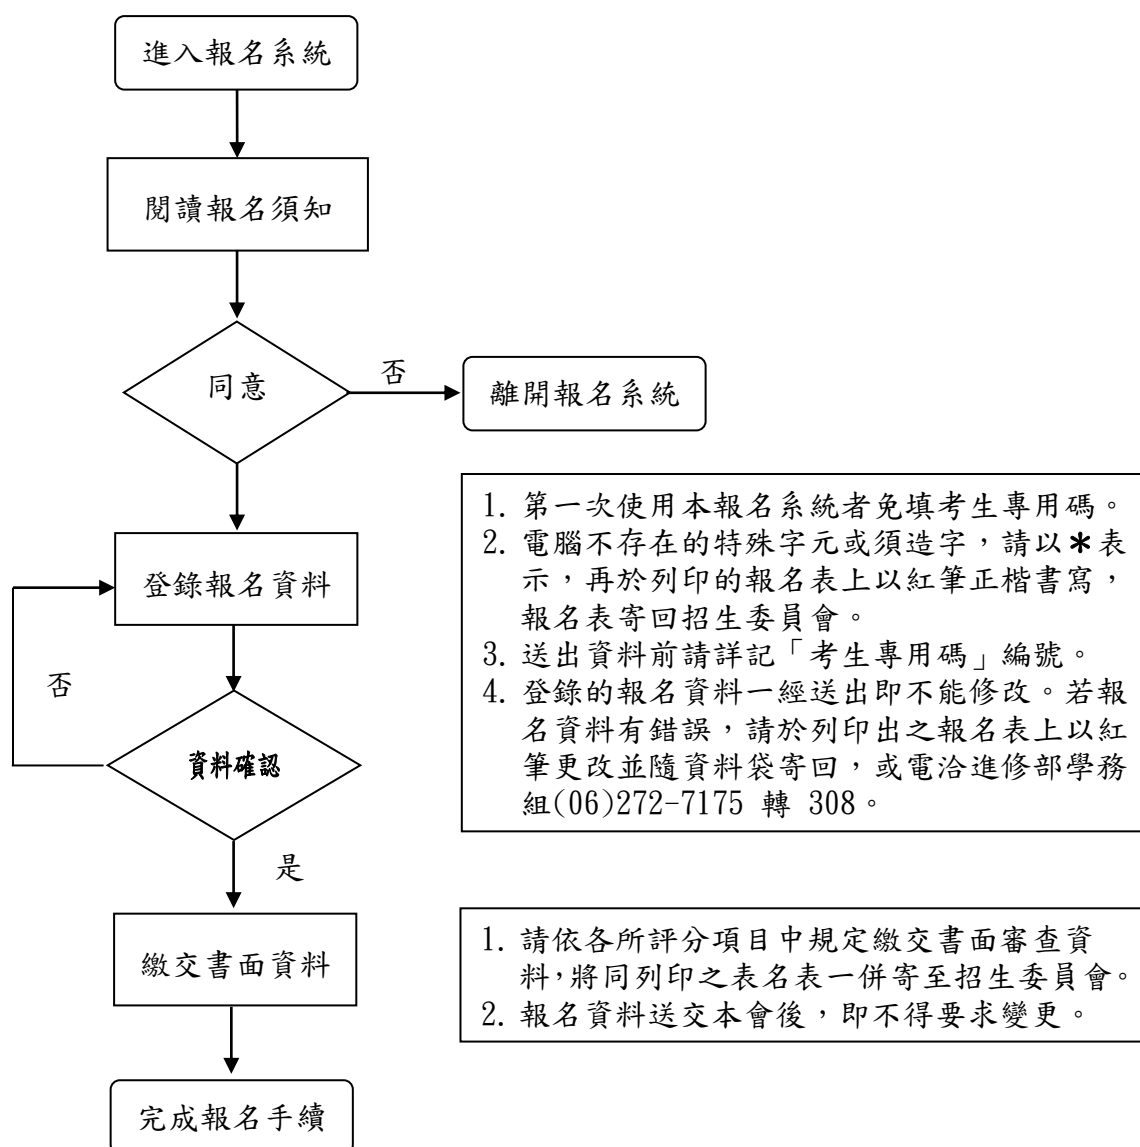 進入報名系統
閱讀報名須知
同意
否
離開報名系統
1. 第一次使用本報名系統者免填考生專用碼。
2. 電腦不存在的特殊字元或須造字，請以＊表
示，再於列印的報名表上以紅筆正楷書寫，
報名表寄回招生委員會。
3. 送出資料前請詳記「考生專用碼」編號。
4. 登錄的報名資料一經送出即不能修改。若報
名資料有錯誤，請於列印出之報名表上以紅
筆更改並隨資料袋寄回，或電洽進修部學務
組(06)272-7175 轉 308。
登錄報名資料
否
資料確認
是
繳交書面資料
1. 請依各所評分項目中規定繳交書面審查資
料，將同列印之表名表一併寄至招生委員會。
2. 報名資料送交本會後，即不得要求變更。
完成報名手續